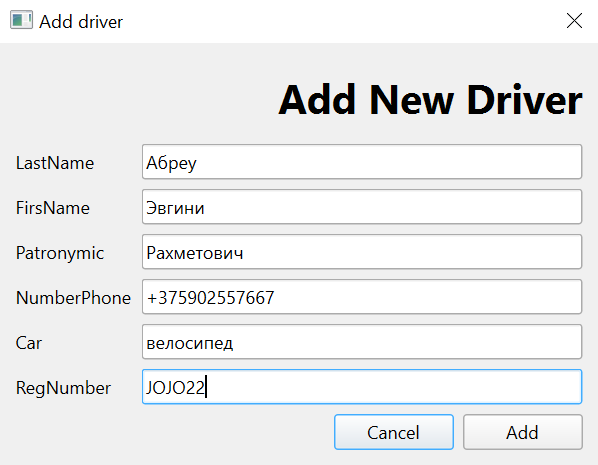 Add driver
Add New Driver
LastName Абреу
FirsName Эвгини
Patronymic Рахметович
NumberPhone +375902557667
Car велосипед
RegNumber JOJO22
Cancel Add